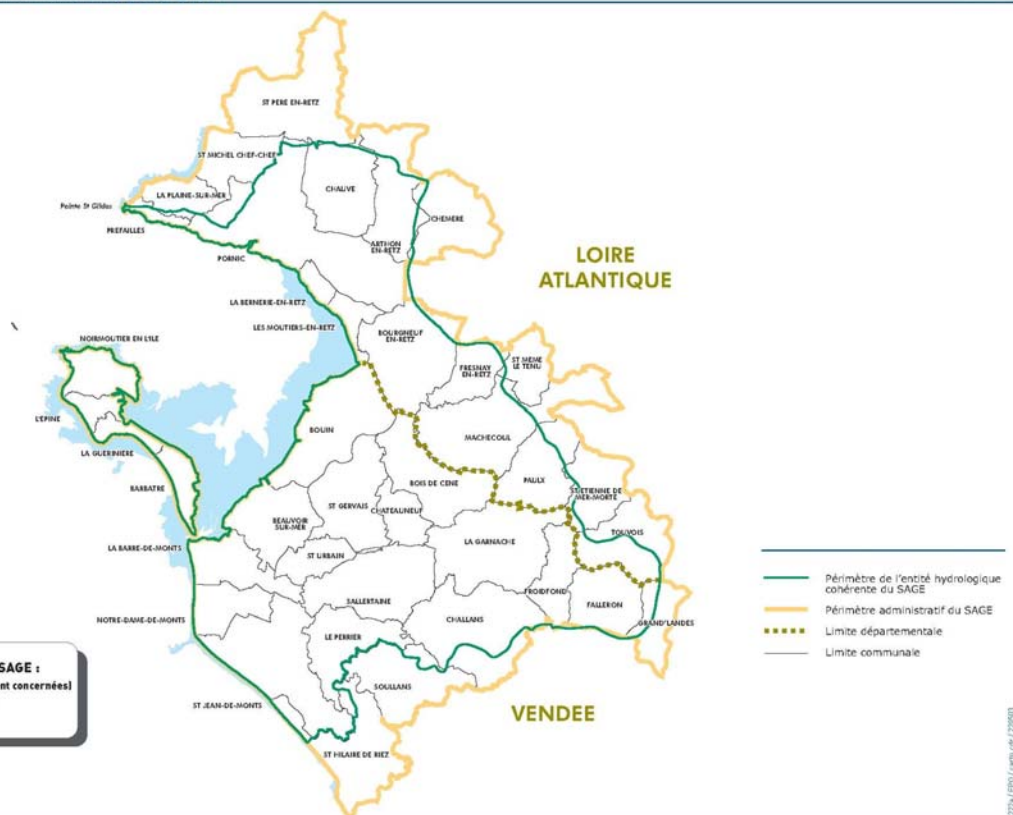 ST PERE EN-RETZ
ST MICHEL CHEF-CHEF
LA PLAINE-SUR-MER
CHAUVE
Pointe St Gildas
PREFAILLES
CHEMERE
ARTHON
EN-RETZ
PORNIC
LOIRE
ATLANTIQUE
LA BERNERIE-EN-RETZ
LES MOUTIERS-EN-RETZ
BOURGNEUF
EN-RETZ
NOIRMOUTIER EN L'ILE
FRESNAY
EN-RETZ
ST MEME
LE TENU
L'EPINE
BOUIN
MACHECOUL
LA GUERINIERE
BARBATRE
BOIS DE CENE
PAULX
ST ETIENNE DE
MER-MORTE
ST GERVAIS
CHATEAUNEUF
BEAUVOIR
SUR-MER
TOUVOIS
LA BARRE-DE-MONTS
ST URBAIN
LA GARNACHE
FROIDFOND
SALLERTAINE
FALLERON
NOTRE-DAME-DE-MONTS
CHALLANS
GRAND'LANDES
LE PERRIER
SOULLANS
ST JEAN-DE-MONTS
VENDEE
ST HILAIRE DE RIEZ
SAGE :
nt concernées)
Périmètre de l'entité hydrologique
cohérente du SAGE
Périmètre administratif du SAGE
Limite départementale
Limite communale